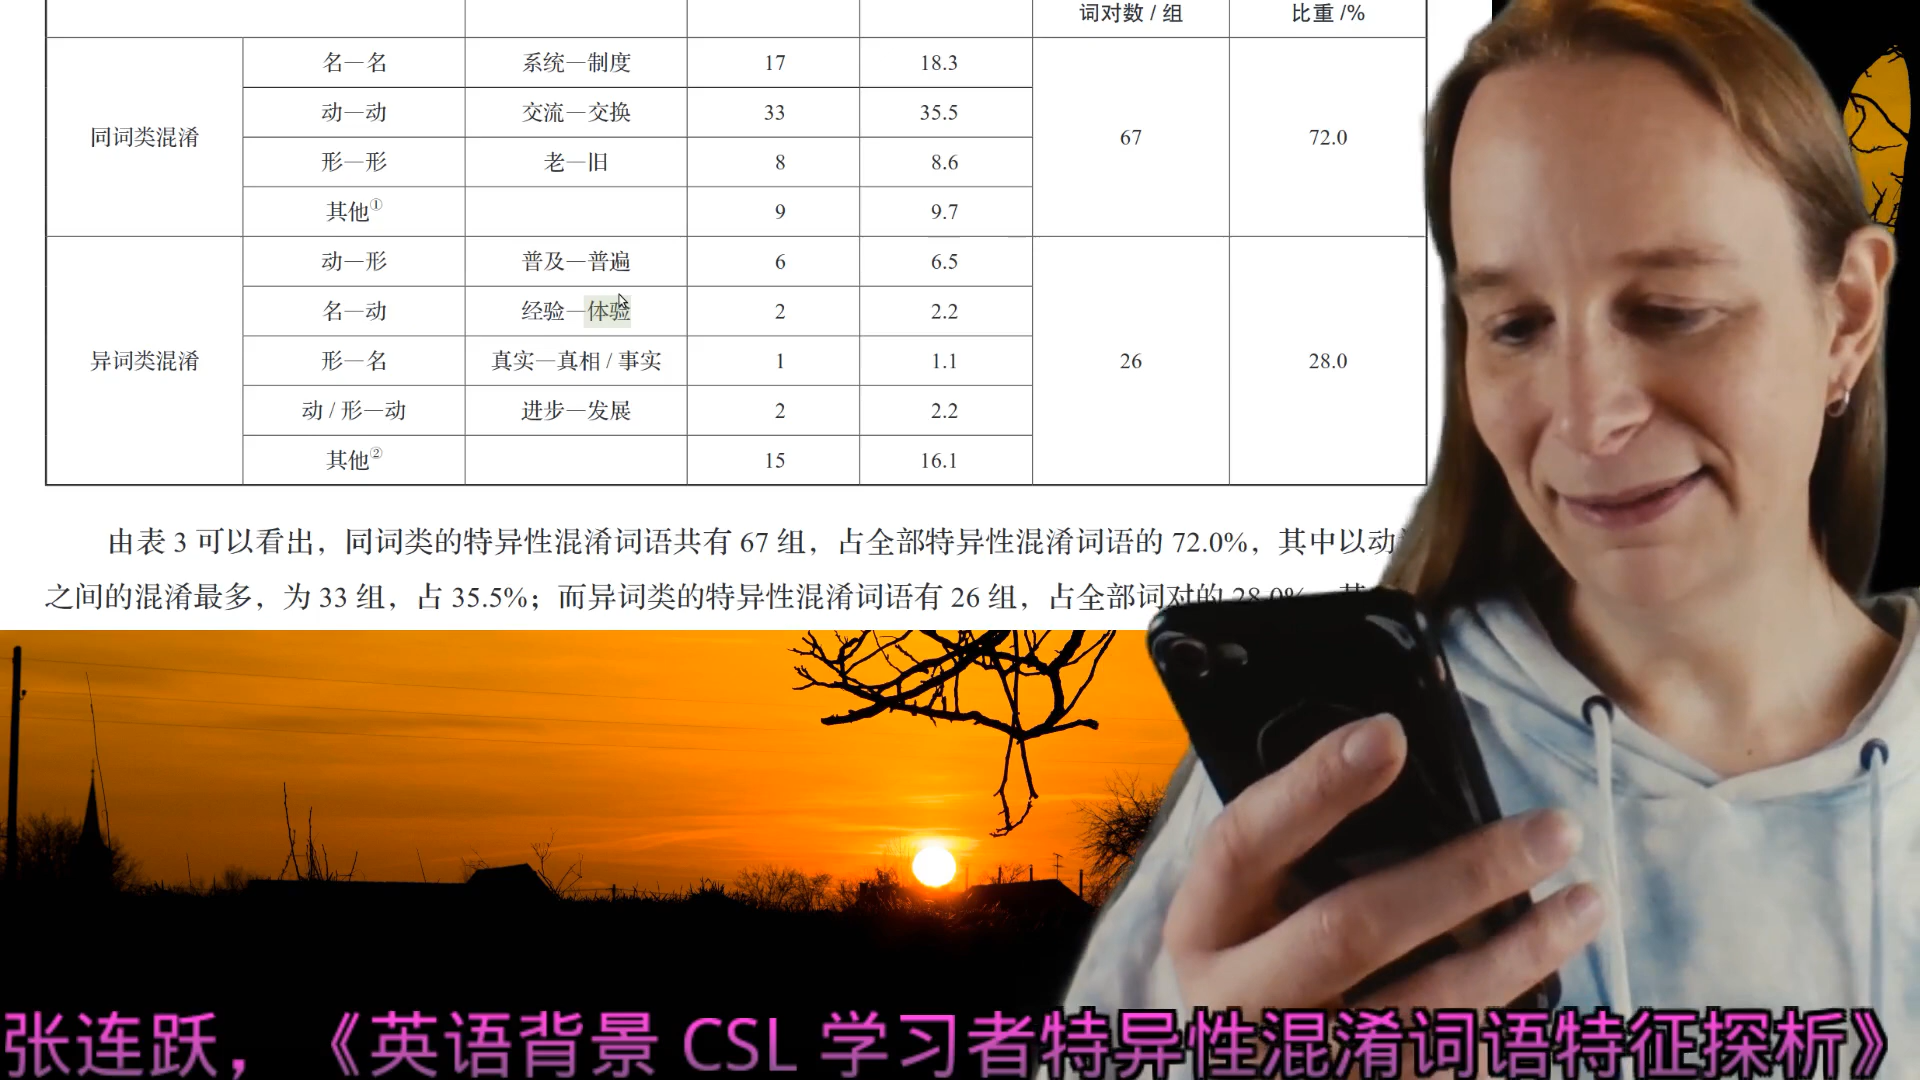 词对数 / 组 比重 /%
同词类混淆 名—名 系统—制度 17 18.3 67 72.0
动—动 交流—交换 33 35.5
形—形 老—旧 8 8.6
其他① 9 9.7
异词类混淆 动—形 普及—普遍 6 6.5 26 28.0
名—动 经验—体验 2 2.2
形—名 真实—真相 / 事实 1 1.1
动 / 形—动 进步—发展 2 2.2
其他② 15 16.1
由表 3 可以看出，同词类的特异性混淆词语共有 67 组，占全部特异性混淆词语的 72.0%，其中以动
之间的混淆最多，为 33 组，占 35.5%；而异词类的特异性混淆词语有 26 组，占全部词对的 28.0%，其
张连跃，《英语背景 CSL 学习者特异性混淆词语特征探析》